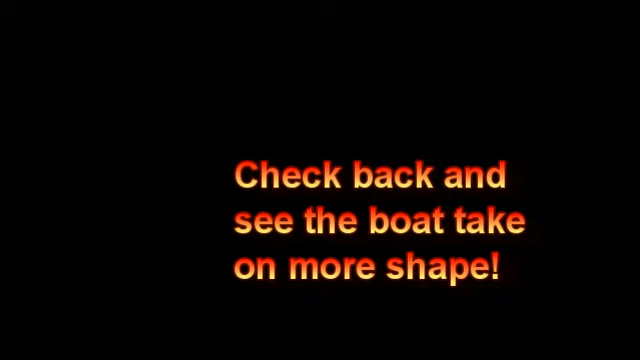 Check back and
see the boat take
on more shape!